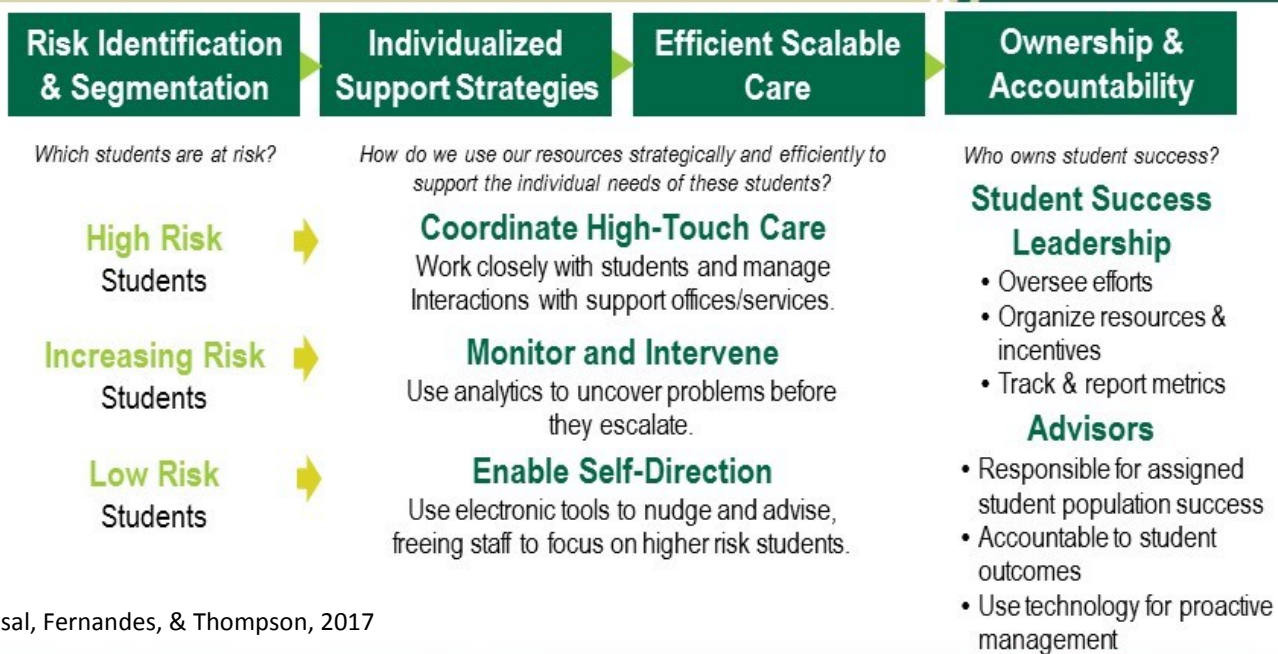 Risk Identification
& Segmentation
Individualized
Support Strategies
Efficient Scalable
Care
Ownership &
Accountability
Which students are at risk?
High Risk
Students
Increasing Risk
Students
Low Risk
Students
How do we use our resources strategically and efficiently to
support the individual needs of these students?
Coordinate High-Touch Care
Work closely with students and manage
Interactions with support offices/services.
Monitor and Intervene
Use analytics to uncover problems before
they escalate.
Enable Self-Direction
Use electronic tools to nudge and advise,
freeing staff to focus on higher risk students.
Who owns student success?
Student Success
Leadership
• Oversee efforts
• Organize resources &
incentives
• Track & report metrics
Advisors
• Responsible for assigned
student population success
• Accountable to student
outcomes
• Use technology for proactive
management
Fernandes, & Thompson, 2017